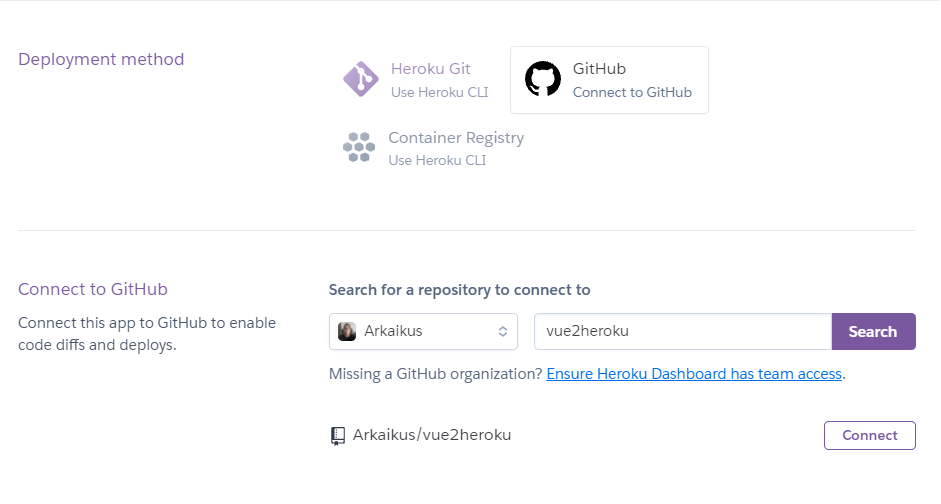 Deployment method
Heroku Git
Use Heroku CLI
GitHub
Connect to GitHub
Container Registry
Use Heroku CLI
Connect to GitHub
Connect this app to GitHub to enable
code diffs and deploys.
Search for a repository to connect to
Arkaikus
vue2heroku
Search
Missing a GitHub organization? Ensure Heroku Dashboard has team access.
Arkaikus/vue2heroku
Connect